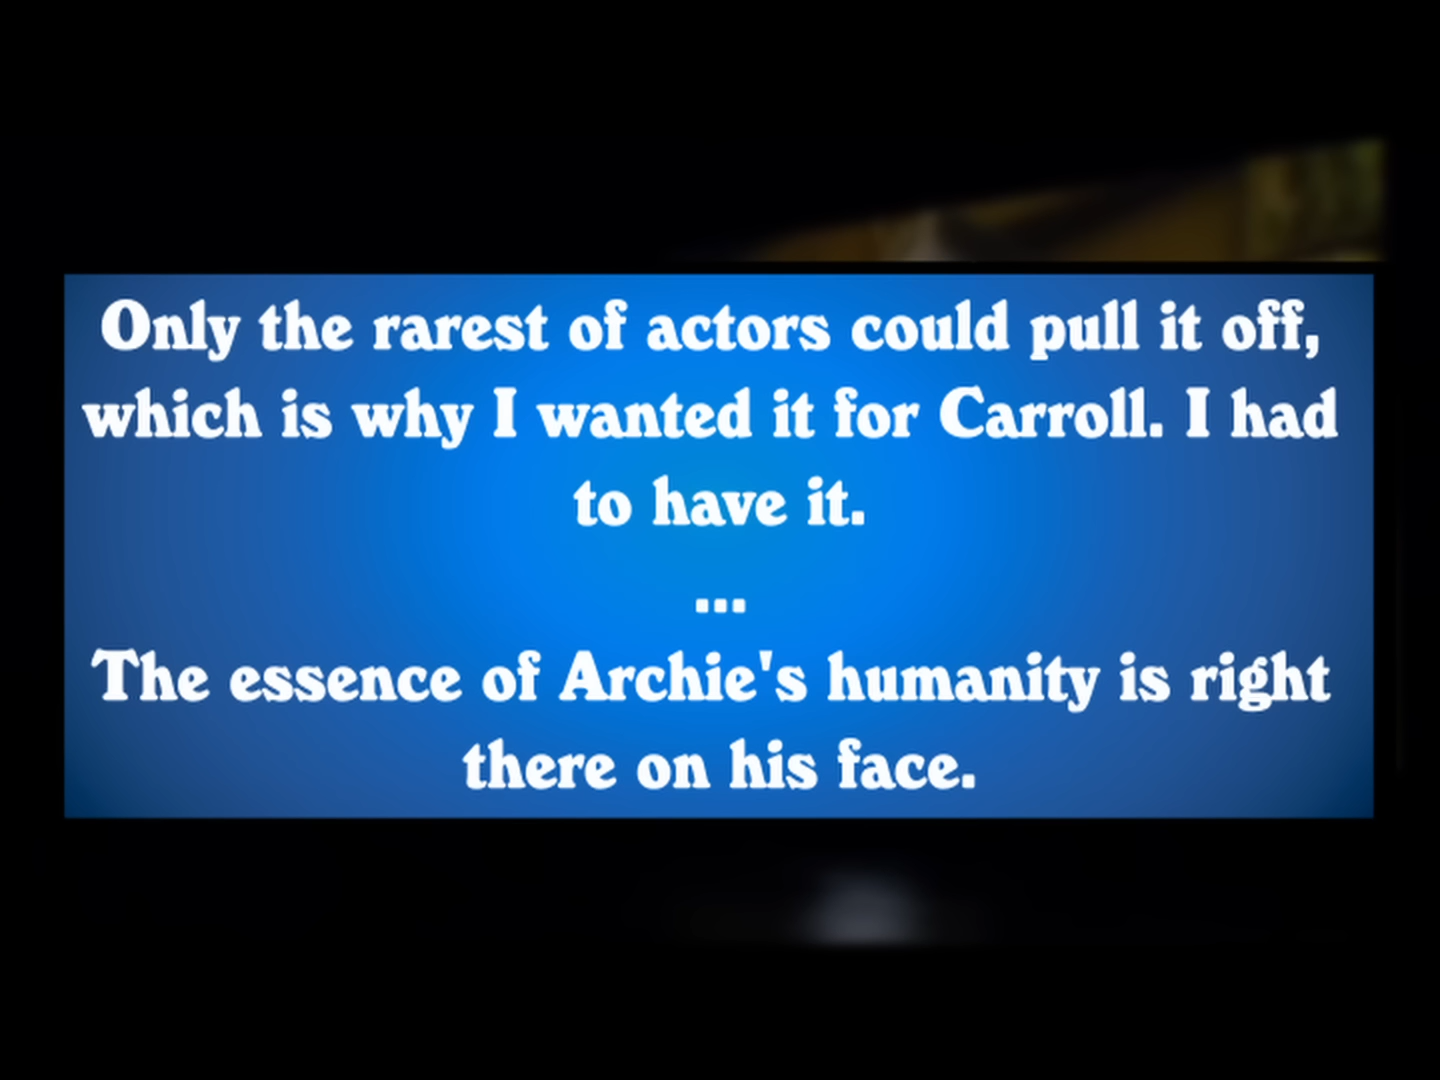 Only the rarest of actors could pull it off,
which is why I wanted it for Carroll. I had
to have it.
...
The essence of Archie's humanity is right
there on his face.